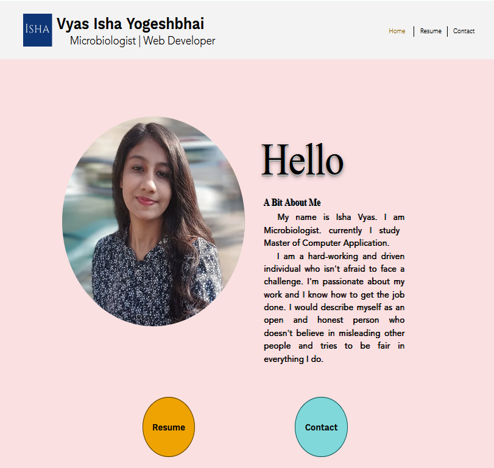 ISHA
Vyas Isha Yogeshbhai
Microbiologist | Web Developer
Home | Resume | Contact
Hello
A Bit About Me
My name is Isha Vyas. I am
Microbiologist. currently I study
Master of Computer Application.
I am a hard-working and driven
individual who isn't afraid to face a
challenge. I'm passionate about my
work and I know how to get the job
done. I would describe myself as an
open and honest person who
doesn't believe in misleading other
people and tries to be fair in
everything I do.
Resume
Contact